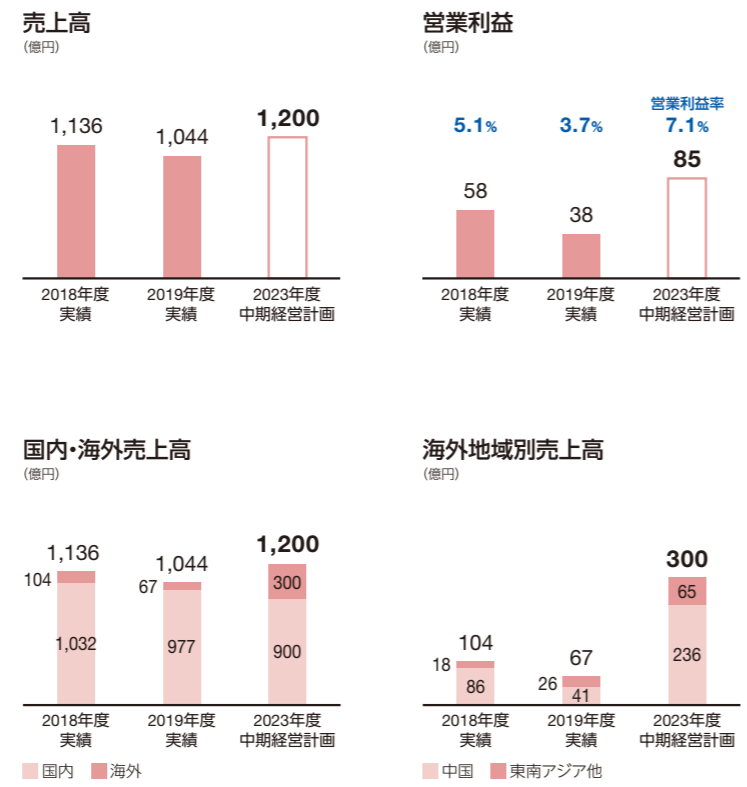 売上高
（億円）
1,136
1,044
1,200
2018年度
実績
2019年度
実績
2023年度
中期経営計画
営業利益
（億円）
営業利益率
5.1%
3.7%
7.1%
58
38
85
2018年度
実績
2019年度
実績
2023年度
中期経営計画
国内・海外売上高
（億円）
1,136
104
1,032
1,044
67
977
1,200
300
900
2018年度
実績
2019年度
実績
2023年度
中期経営計画
国内 海外
海外地域別売上高
（億円）
104
18
86
67
26
41
300
65
236
2018年度
実績
2019年度
実績
2023年度
中期経営計画
中国 東南アジア他